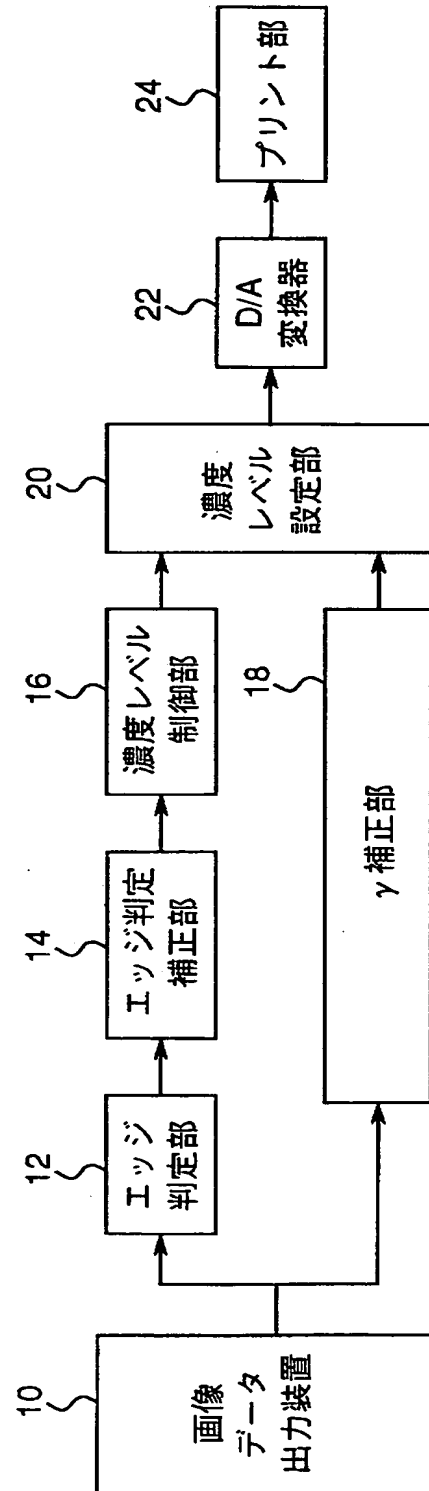 10
画像
データ
出力装置
12
エッジ
判定部
14
エッジ判定
補正部
16
濃度レベル
制御部
18
γ補正部
20
濃度
レベル
設定部
22
D/A
変換器
24
プリント部